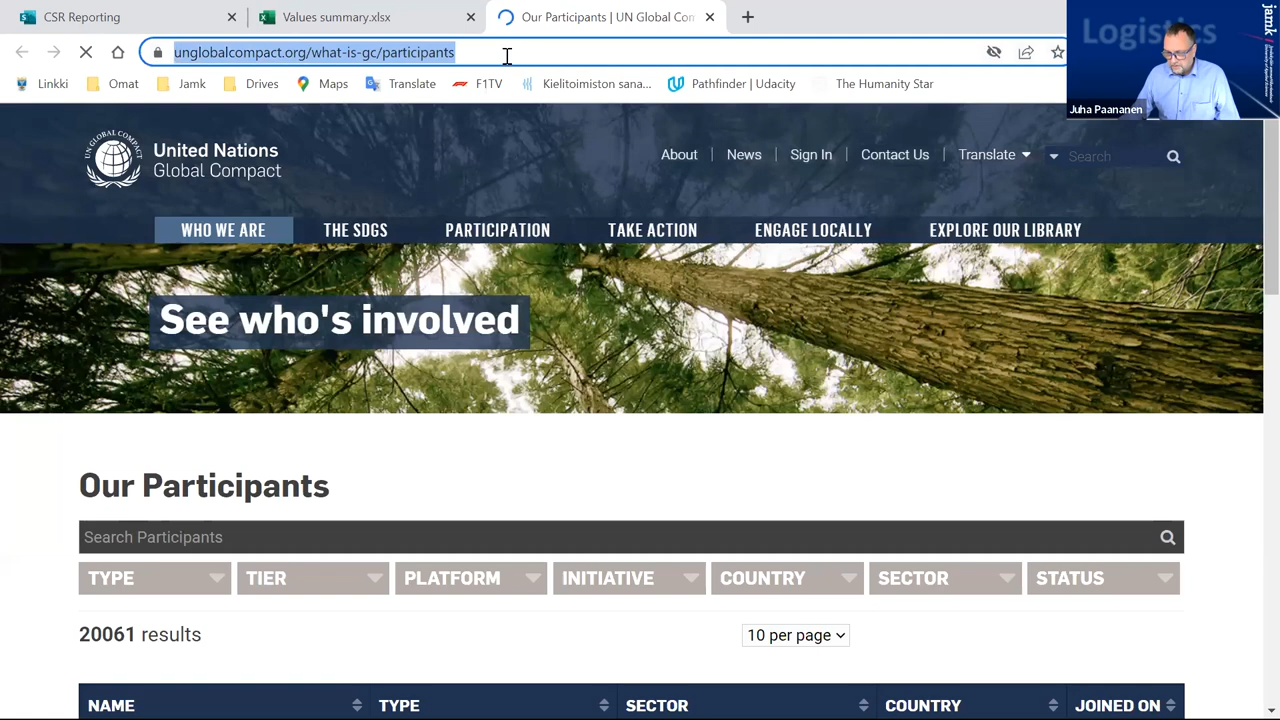 CSR Reporting
Values summary.xlsx
Our Participants | UN Global Con
unglobalcompact.org/what-is-gc/participants
Linkki Omat Jamk Drives Maps Translate F1TV Kielitoimiston sana... Pathfinder | Udacity The Humanity Star
Logistics
jamk
Juha Paananen
UN GLOBAL COMPACT
United Nations
Global Compact
About News Sign In Contact Us Translate Search
WHO WE ARE THE SDGS PARTICIPATION TAKE ACTION ENGAGE LOCALLY EXPLORE OUR LIBRARY
See who's involved
Our Participants
Search Participants
TYPE TIER PLATFORM INITIATIVE COUNTRY SECTOR STATUS
20061 results 10 per page
NAME TYPE SECTOR COUNTRY JOINED ON